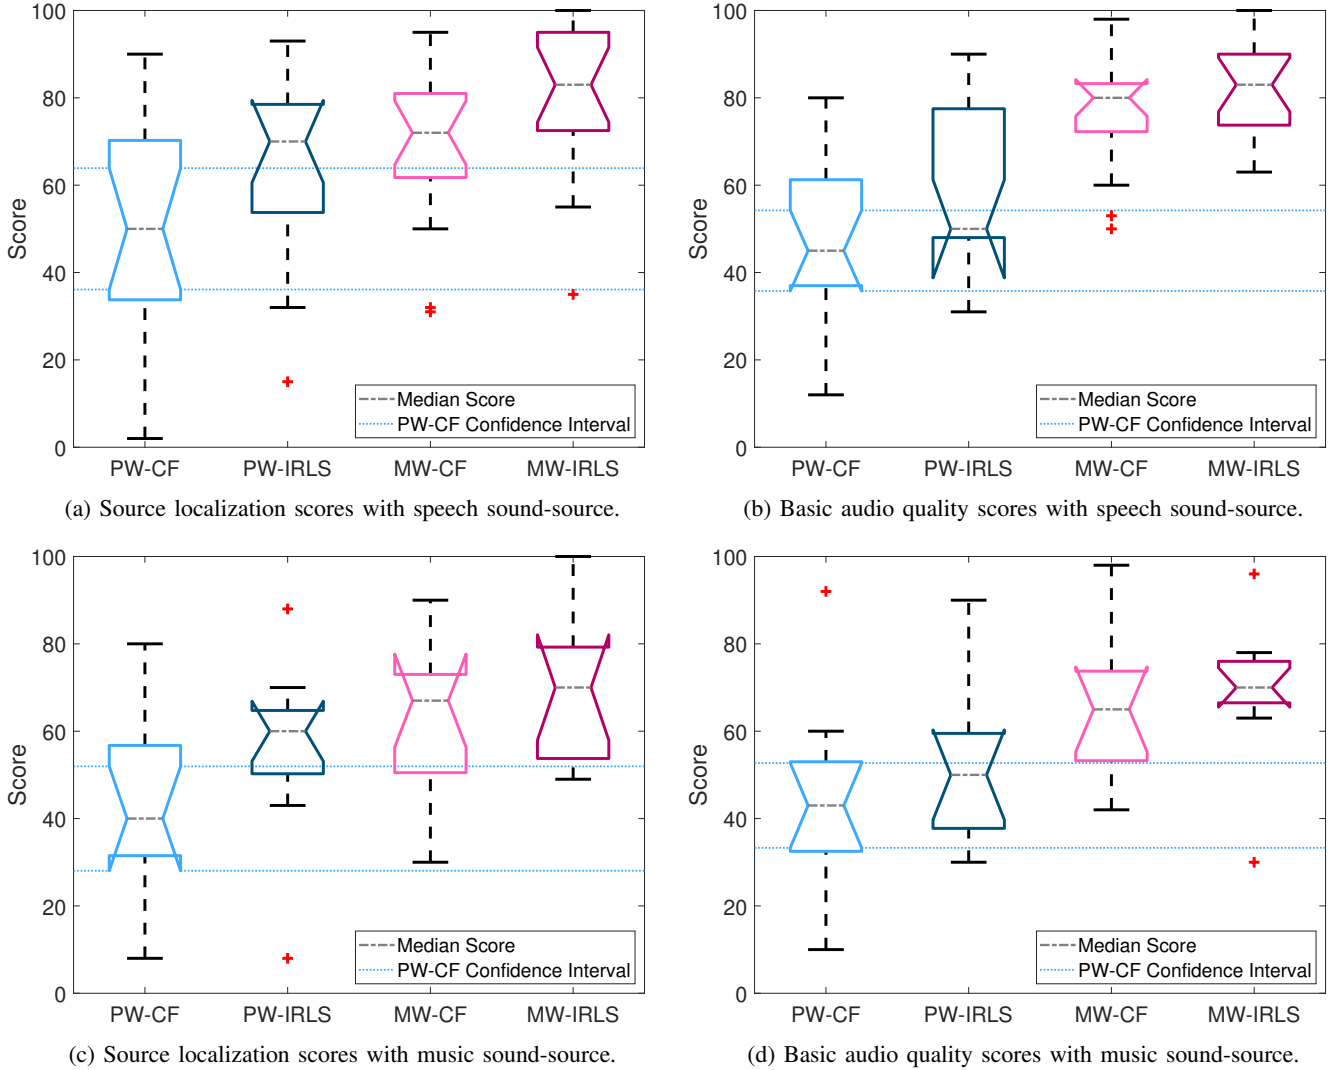 100
80
60
40
20
0
Score
PW-CF PW-IRLS MW-CF MW-IRLS
Median Score
PW-CF Confidence Interval
(a) Source localization scores with speech sound-source.
100
80
60
40
20
0
Score
PW-CF PW-IRLS MW-CF MW-IRLS
Median Score
PW-CF Confidence Interval
(b) Basic audio quality scores with speech sound-source.
100
80
60
40
20
0
Score
PW-CF PW-IRLS MW-CF MW-IRLS
Median Score
PW-CF Confidence Interval
(c) Source localization scores with music sound-source.
100
80
60
40
20
0
Score
PW-CF PW-IRLS MW-CF MW-IRLS
Median Score
PW-CF Confidence Interval
(d) Basic audio quality scores with music sound-source.